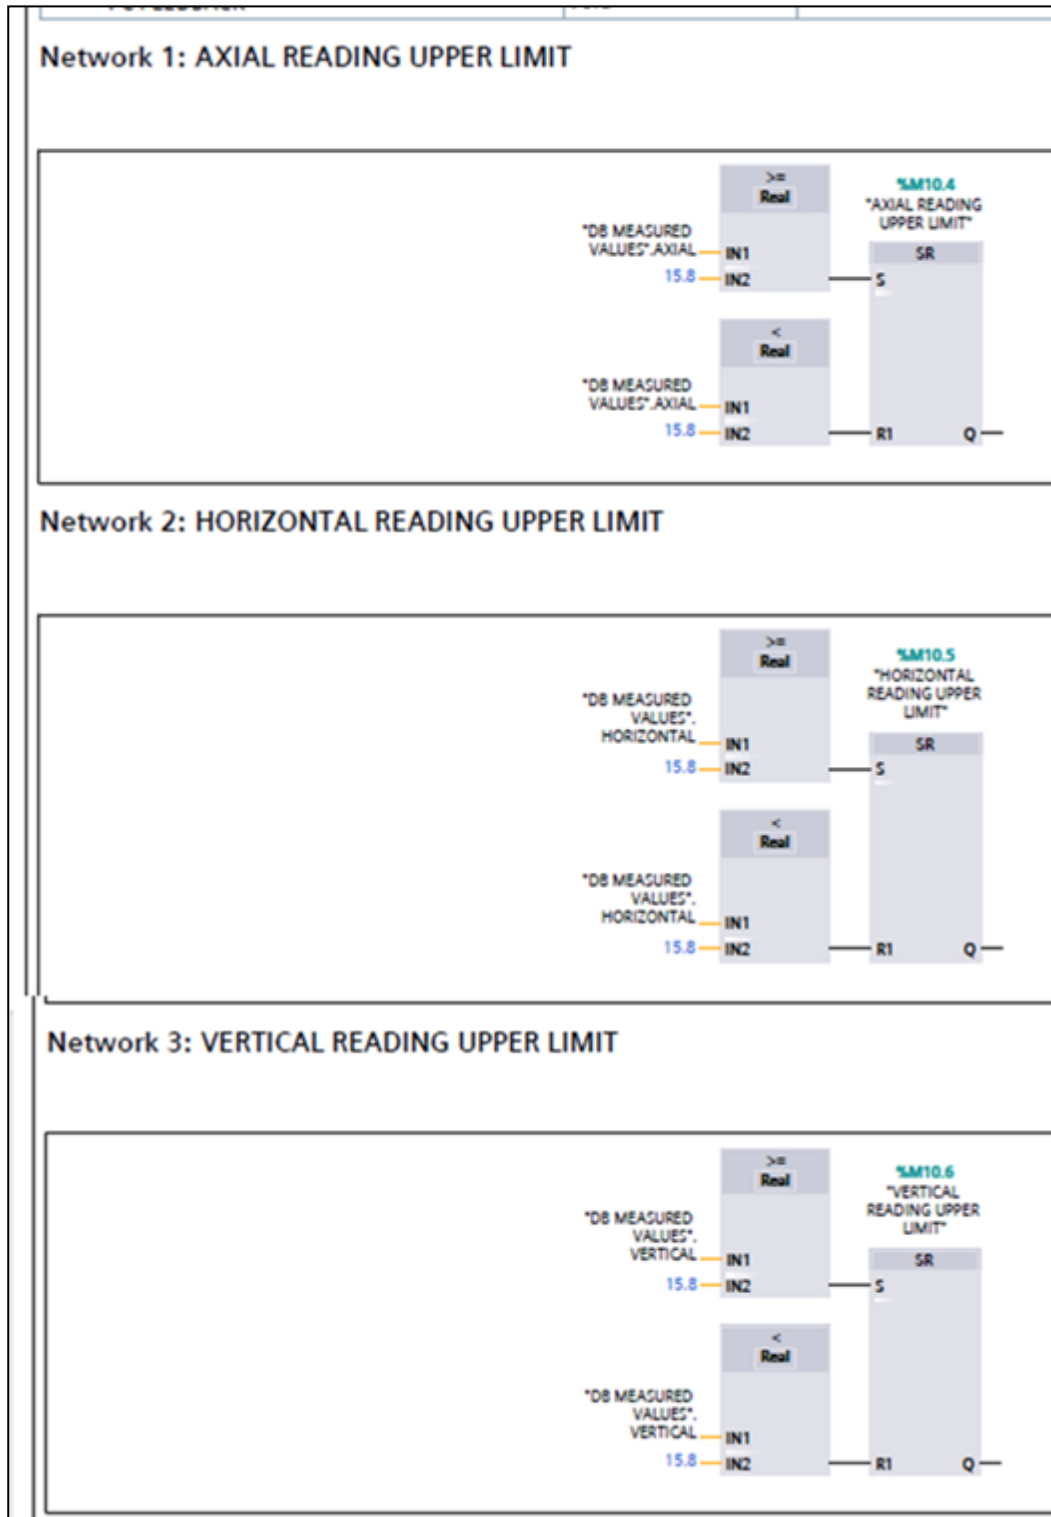 Network 1: AXIAL READING UPPER LIMIT
>=
Real
%M10.4
"AXIAL READING
UPPER LIMIT"
"DB MEASURED
VALUES".AXIAL
IN1
SR
15.8
IN2
S
<
Real
"DB MEASURED
VALUES".AXIAL
IN1
15.8
IN2
R1
Q
Network 2: HORIZONTAL READING UPPER LIMIT
>=
Real
%M10.5
"HORIZONTAL
READING UPPER
LIMIT"
"DB MEASURED
VALUES".
HORIZONTAL
IN1
SR
15.8
IN2
S
<
Real
"DB MEASURED
VALUES".
HORIZONTAL
IN1
15.8
IN2
R1
Q
Network 3: VERTICAL READING UPPER LIMIT
>=
Real
%M10.6
"VERTICAL
READING UPPER
LIMIT"
"DB MEASURED
VALUES".
VERTICAL
IN1
SR
15.8
IN2
S
<
Real
"DB MEASURED
VALUES".
VERTICAL
IN1
15.8
IN2
R1
Q